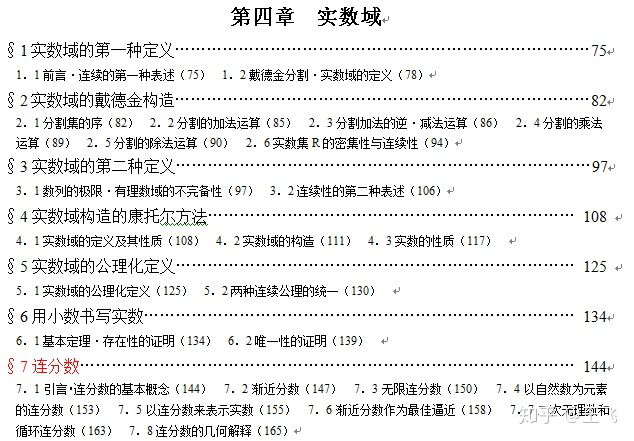 第四章 实数域
§1实数域的第一种定义……75
1．1前言·连续的第一种表述（75） 1．2戴德金分割·实数域的定义（78）
§2实数域的戴德金构造……82
2．1分割集的序（82） 2．2分割的加法运算（85） 2．3分割加法的逆·减法运算（86） 2．4分割的乘法
运算（89） 2．5分割的除法运算（90） 2．6实数集R的密集性与连续性（94）
§3实数域的第二种定义……97
3．1数列的极限·有理数域的不完备性（97） 3．2连续性的第二种表述（106）
§4实数域构造的康托尔方法……108
4．1实数域的定义及其性质（108） 4．2实数域的构造（111） 4．3实数的性质（117）
§5实数域的公理化定义……125
5．1实数域的公理化定义（125） 5．2两种连续公理的统一（130）
§6用小数书写实数……134
6．1基本定理·存在性的证明（134） 6．2唯一性的证明（139）
§7连分数……144
7．1引言·连分数的基本概念（144） 7．2渐近分数（147） 7．3无限连分数（150） 7．4以自然数为元素
的连分数（153） 7．5以连分数来表示实数（155） 7．6渐近分数作为最佳逼近（158） 7．7二次无理数和
循环连分数（163） 7．8连分数的几何解释（165）
知乎